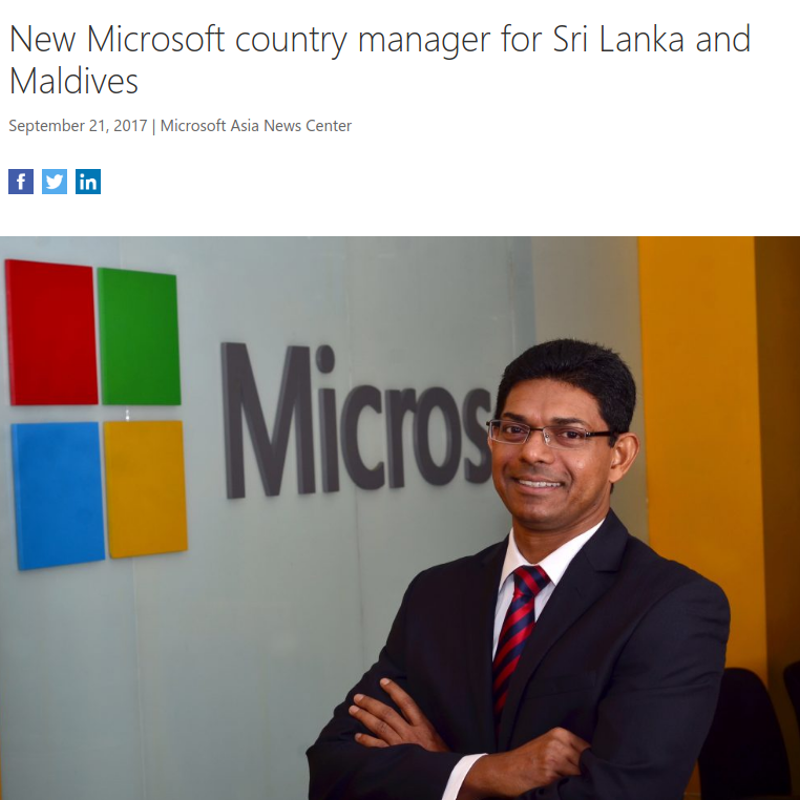 New Microsoft country manager for Sri Lanka and
Maldives
September 21, 2017 | Microsoft Asia News Center
f in
Micros